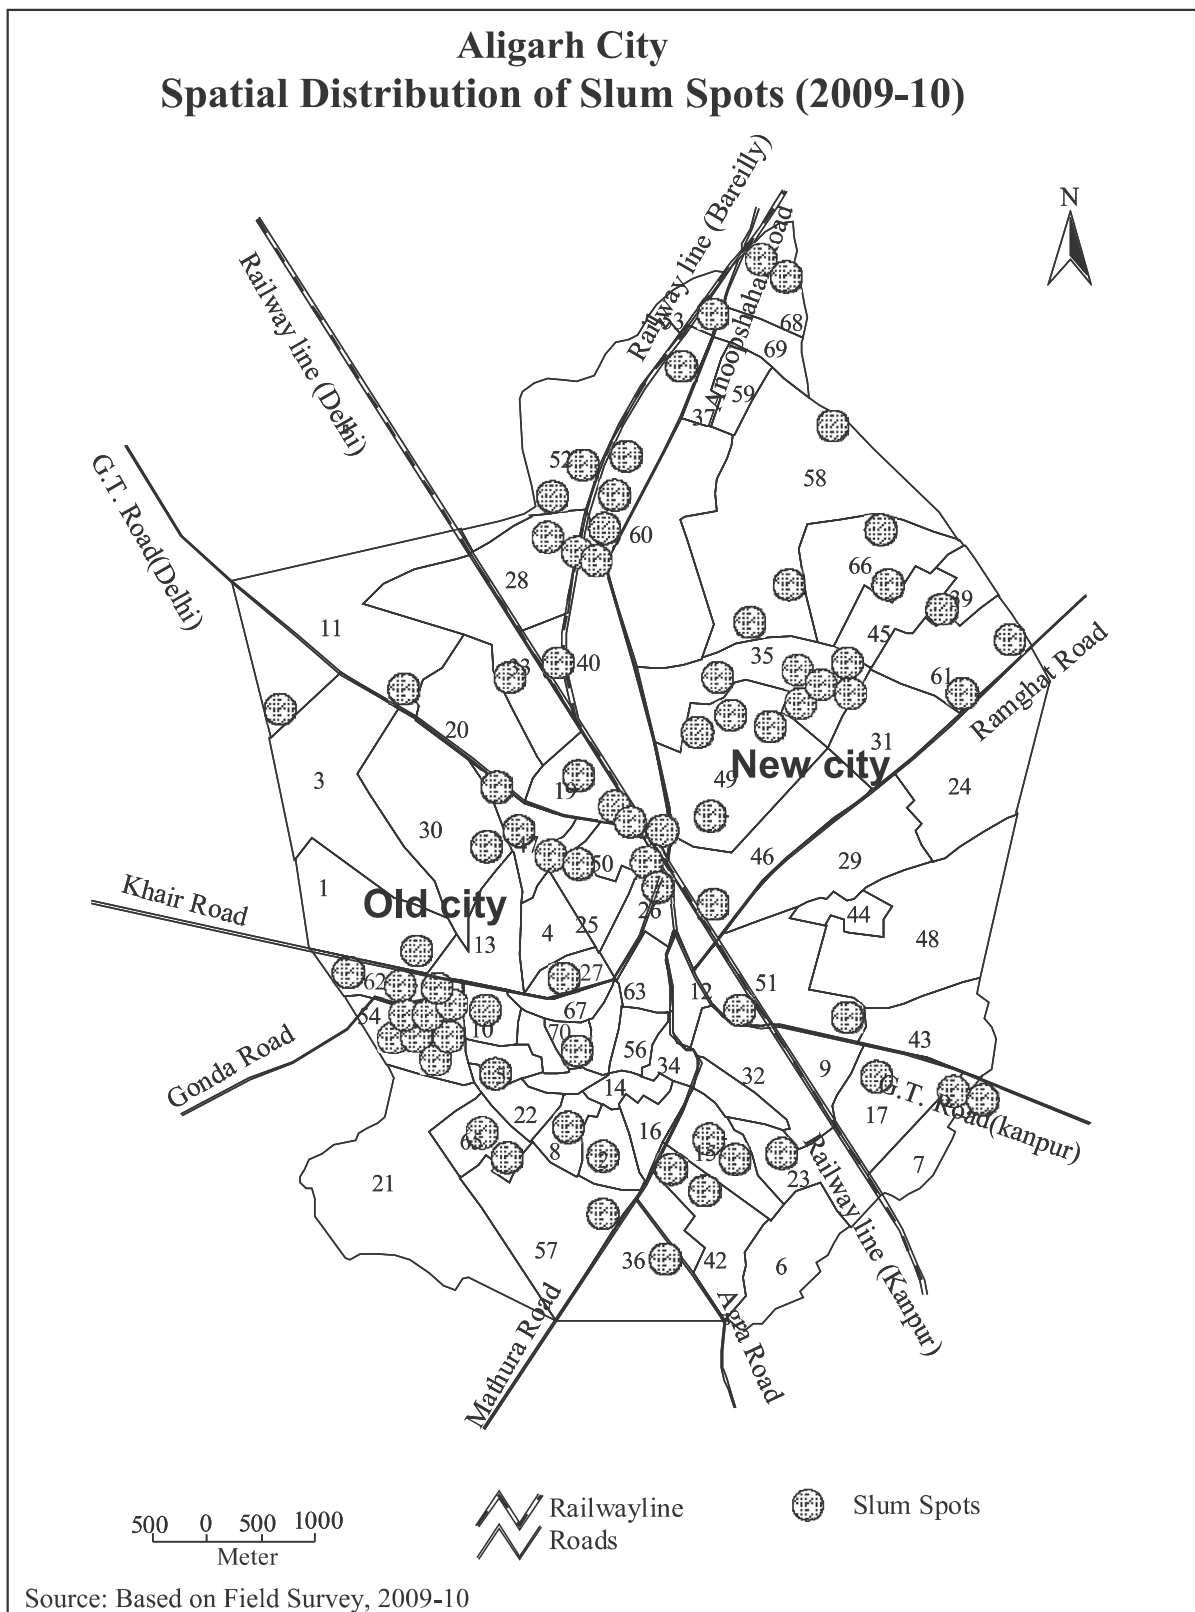 Aligarh City
Spatial Distribution of Slum Spots (2009-10)
N
Railway line (Bareilly)
Anoopshahar Road
Railway line (Delhi)
G.T. Road(Delhi)
68
69
59
37
52
58
60
66
39
28
45
11
35
40
61
Ramghat Road
20
31
New city
49
3
19
24
30
47
50
46
29
1
Old city
Khair Road
26
44
25
4
13
48
27
62
63
12
51
54
67
10
70
43
56
Gonda Road
34
9
32
14
G.T. Road(kanpur)
5
22
17
16
65
8
2
15
7
21
23
Railway line (Kanpur)
57
36
42
6
Mathura Road
Agra Road
500 0 500 1000
Meter
Railwayline
Roads
Slum Spots
Source: Based on Field Survey, 2009-10